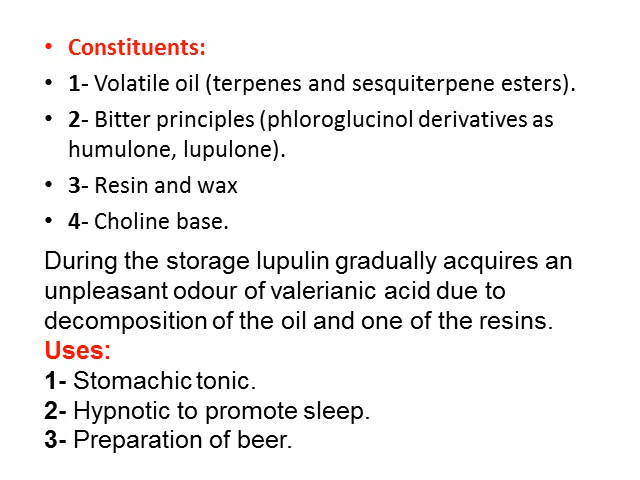 • Constituents:
• 1- Volatile oil (terpenes and sesquiterpene esters).
• 2- Bitter principles (phloroglucinol derivatives as
humulone, lupulone).
• 3- Resin and wax
• 4- Choline base.
During the storage lupulin gradually acquires an
unpleasant odour of valerianic acid due to
decomposition of the oil and one of the resins.
Uses:
1- Stomachic tonic.
2- Hypnotic to promote sleep.
3- Preparation of beer.